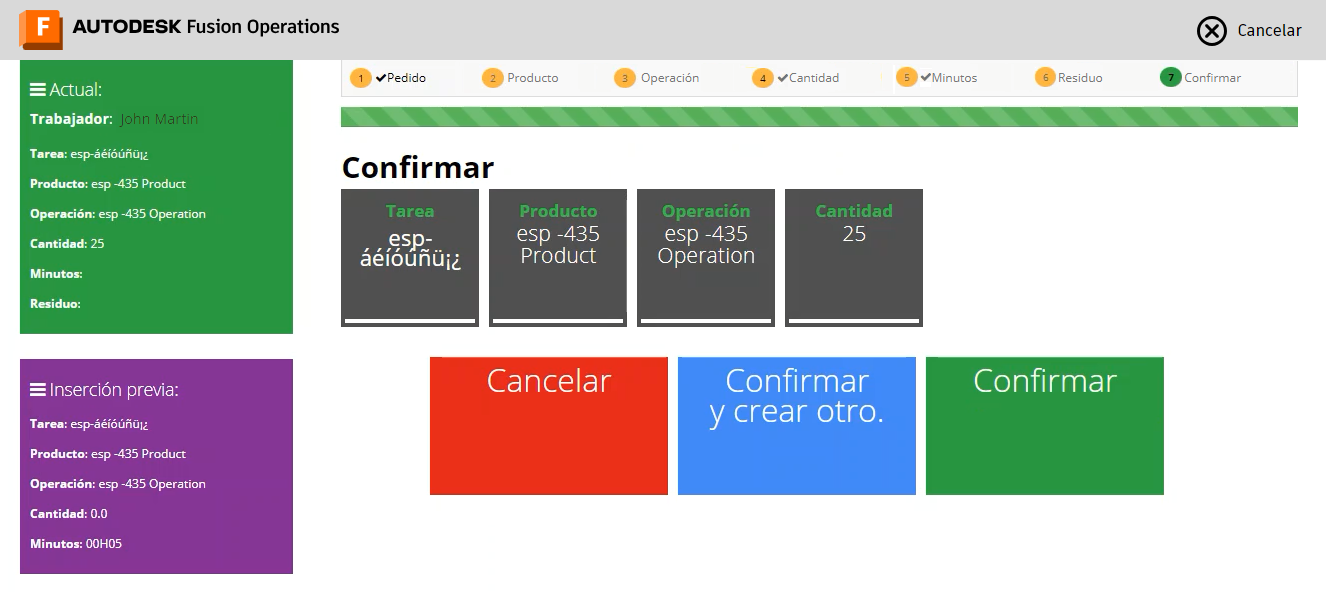 F AUTODESK Fusion Operations
Cancelar
Actual:
Trabajador: John Martin
Tarea: esp-áéíóúñü¡¿
Producto: esp -435 Product
Operación: esp -435 Operation
Cantidad: 25
Minutos:
Residuo:
Inserción previa:
Tarea: esp-áéíóúñü¡¿
Producto: esp -435 Product
Operación: esp -435 Operation
Cantidad: 0.0
Minutos: 00H05
1 Pedido
2 Producto
3 Operación
4 Cantidad
5 Minutos
6 Residuo
7 Confirmar
Confirmar
Tarea
esp-
áéíóúñü¡¿
Producto
esp -435
Product
Operación
esp -435
Operation
Cantidad
25
Cancelar
Confirmar
y crear otro.
Confirmar